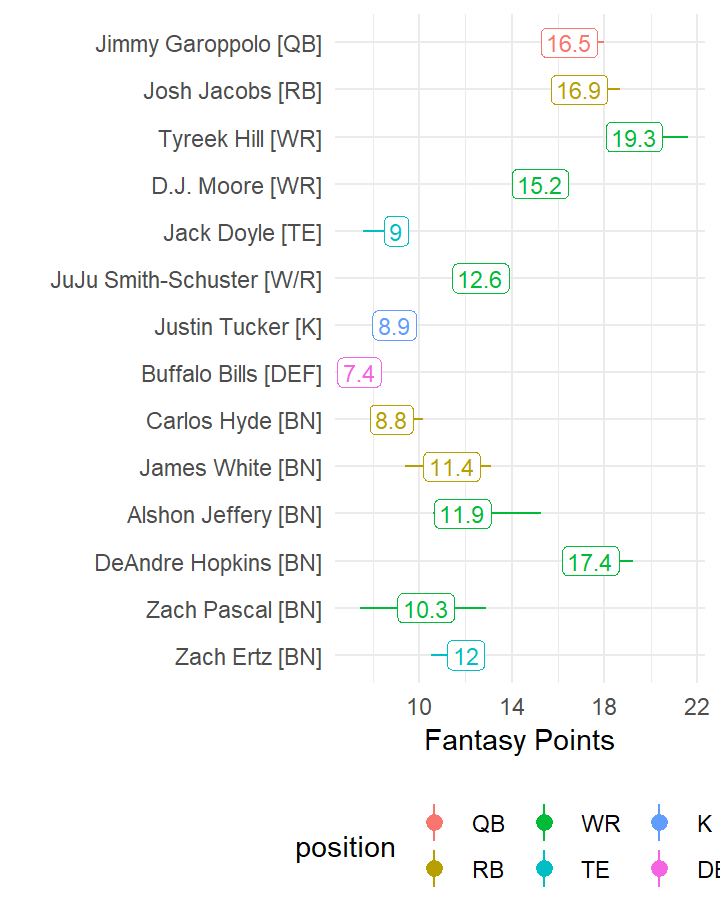 Jimmy Garoppolo [QB] 16.5
Josh Jacobs [RB] 16.9
Tyreek Hill [WR] 19.3
D.J. Moore [WR] 15.2
Jack Doyle [TE] 9
JuJu Smith-Schuster [W/R] 12.6
Justin Tucker [K] 8.9
Buffalo Bills [DEF] 7.4
Carlos Hyde [BN] 8.8
James White [BN] 11.4
Alshon Jeffery [BN] 11.9
DeAndre Hopkins [BN] 17.4
Zach Pascal [BN] 10.3
Zach Ertz [BN] 12
10 14 18 22
Fantasy Points
position
QB WR K
RB TE DE